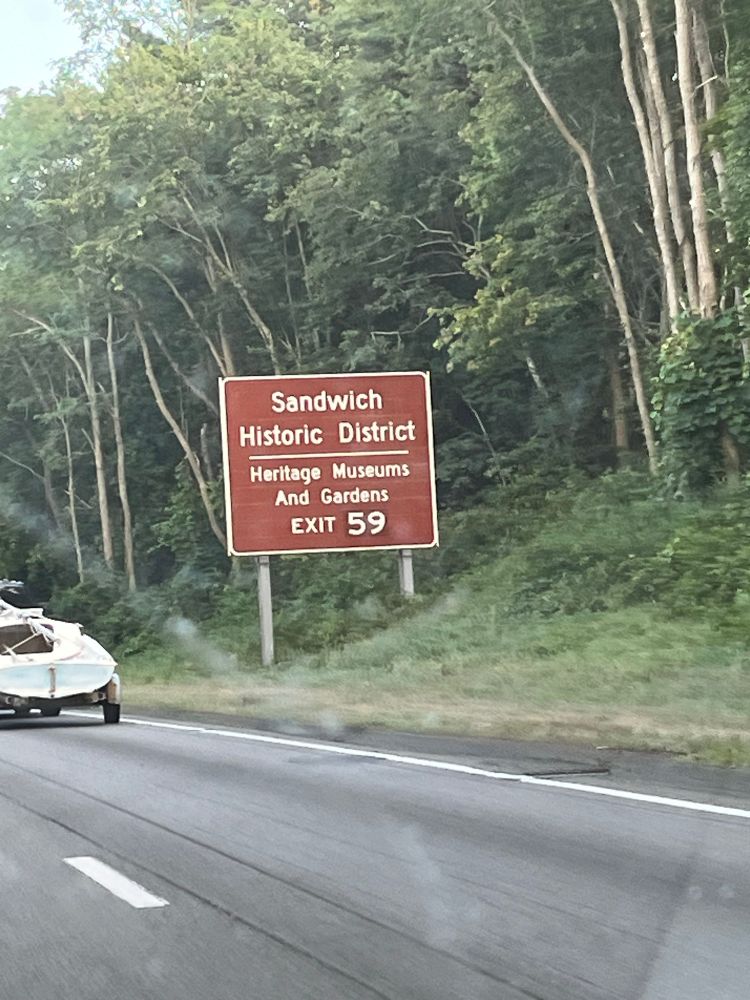 Sandwich
Historic District
Heritage Museums
And Gardens
EXIT 59